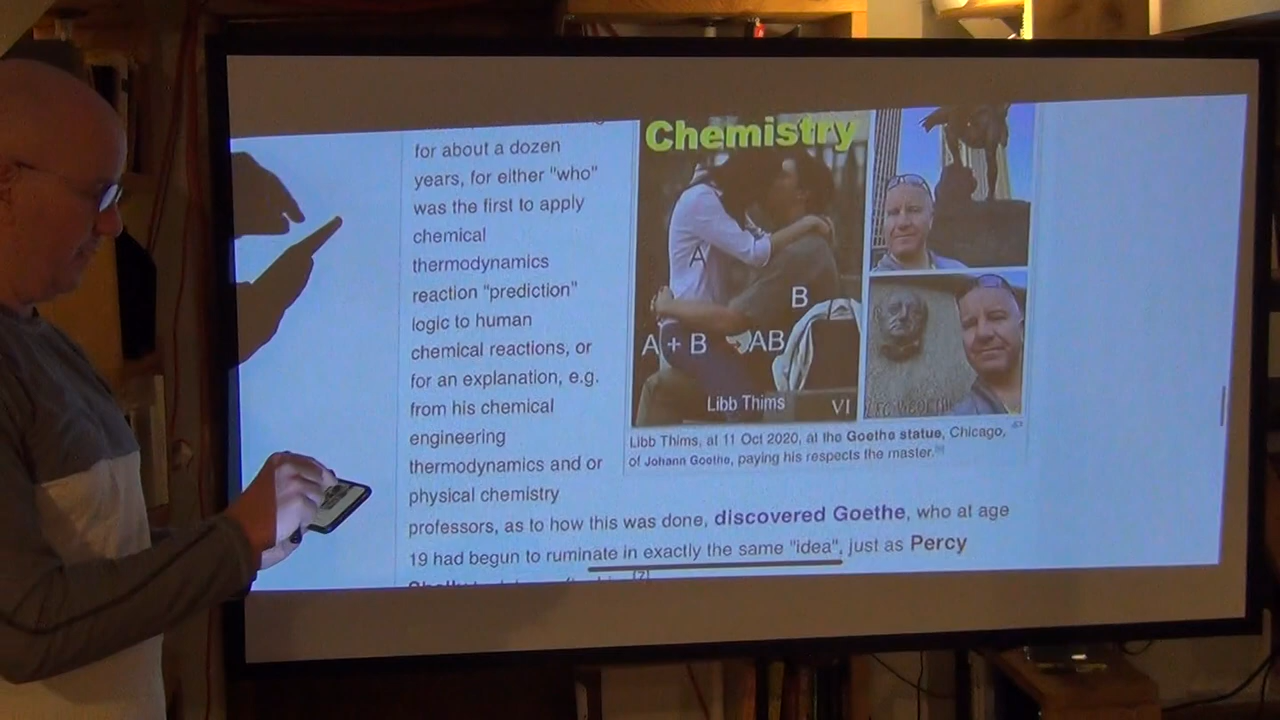 for about a dozen
years, for either "who"
was the first to apply
chemical
thermodynamics
reaction "prediction"
logic to human
chemical reactions, or
for an explanation, e.g.
from his chemical
engineering
thermodynamics and or
physical chemistry
professors, as to how this was done, discovered Goethe, who at age
19 had begun to ruminate in exactly the same "idea", just as Percy
[7]
Chemistry
A
B
A + B
AB
Libb Thims
VI
Libb Thims, at 11 Oct 2020, at the Goethe statue, Chicago,
of Johann Goethe, paying his respects the master.